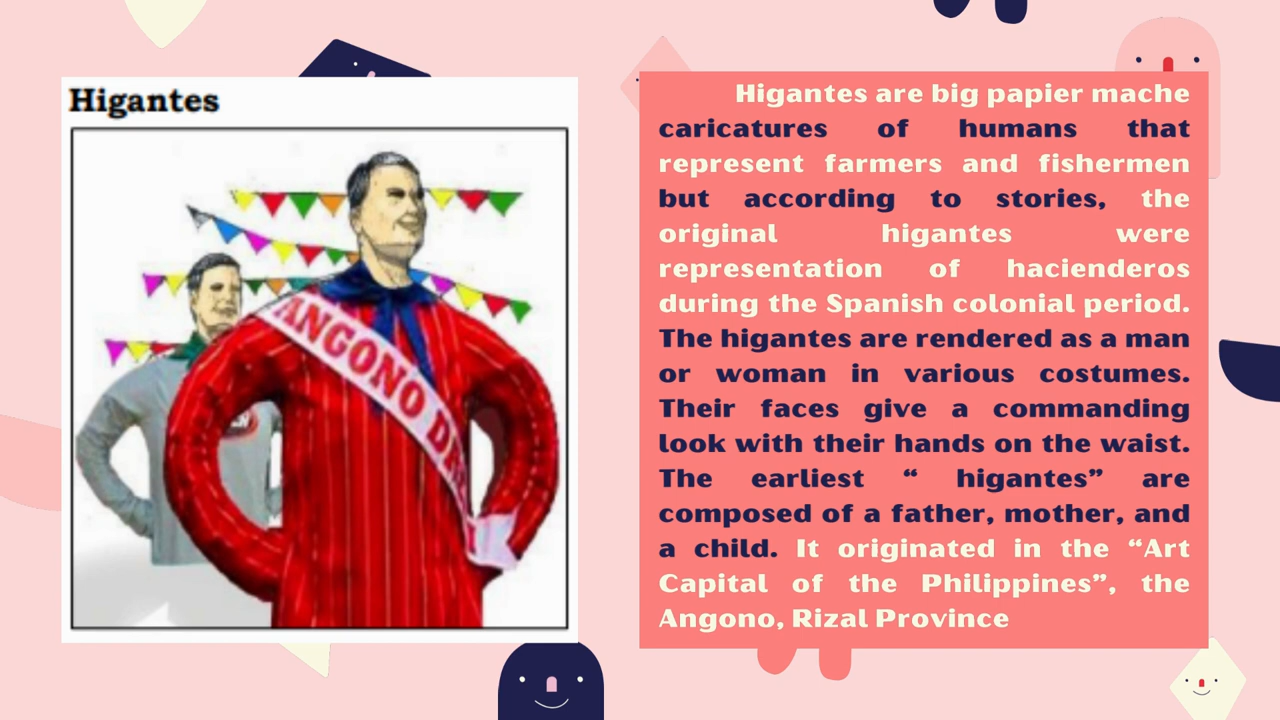 Higantes
ANGONO
Higantes are big papier mache
caricatures of humans that
represent farmers and fishermen
but according to stories, the
original higantes were
representation of hacienderos
during the Spanish colonial period.
The higantes are rendered as a man
or woman in various costumes.
Their faces give a commanding
look with their hands on the waist.
The earliest “ higantes” are
composed of a father, mother, and
a child. It originated in the “Art
Capital of the Philippines”, the
Angono, Rizal Province